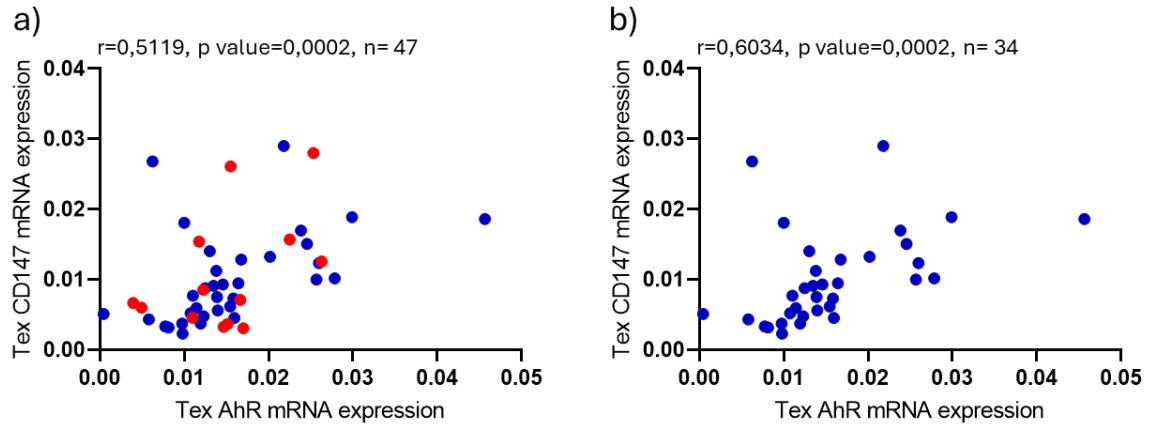 a)
r=0,5119, p value=0,0002, n= 47
Tex CD147 mRNA expression
0.04
0.03
0.02
0.01
0.00
0.00 0.01 0.02 0.03 0.04 0.05
Tex AhR mRNA expression
b)
r=0,6034, p value=0,0002, n= 34
Tex CD147 mRNA expression
0.04
0.03
0.02
0.01
0.00
0.00 0.01 0.02 0.03 0.04 0.05
Tex AhR mRNA expression